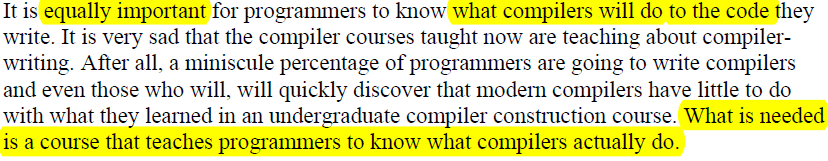 It is equally important for programmers to know what compilers will do to the code they
write. It is very sad that the compiler courses taught now are teaching about compiler-
writing. After all, a miniscule percentage of programmers are going to write compilers
and even those who will, will quickly discover that modern compilers have little to do
with what they learned in an undergraduate compiler construction course. What is needed
is a course that teaches programmers to know what compilers actually do.